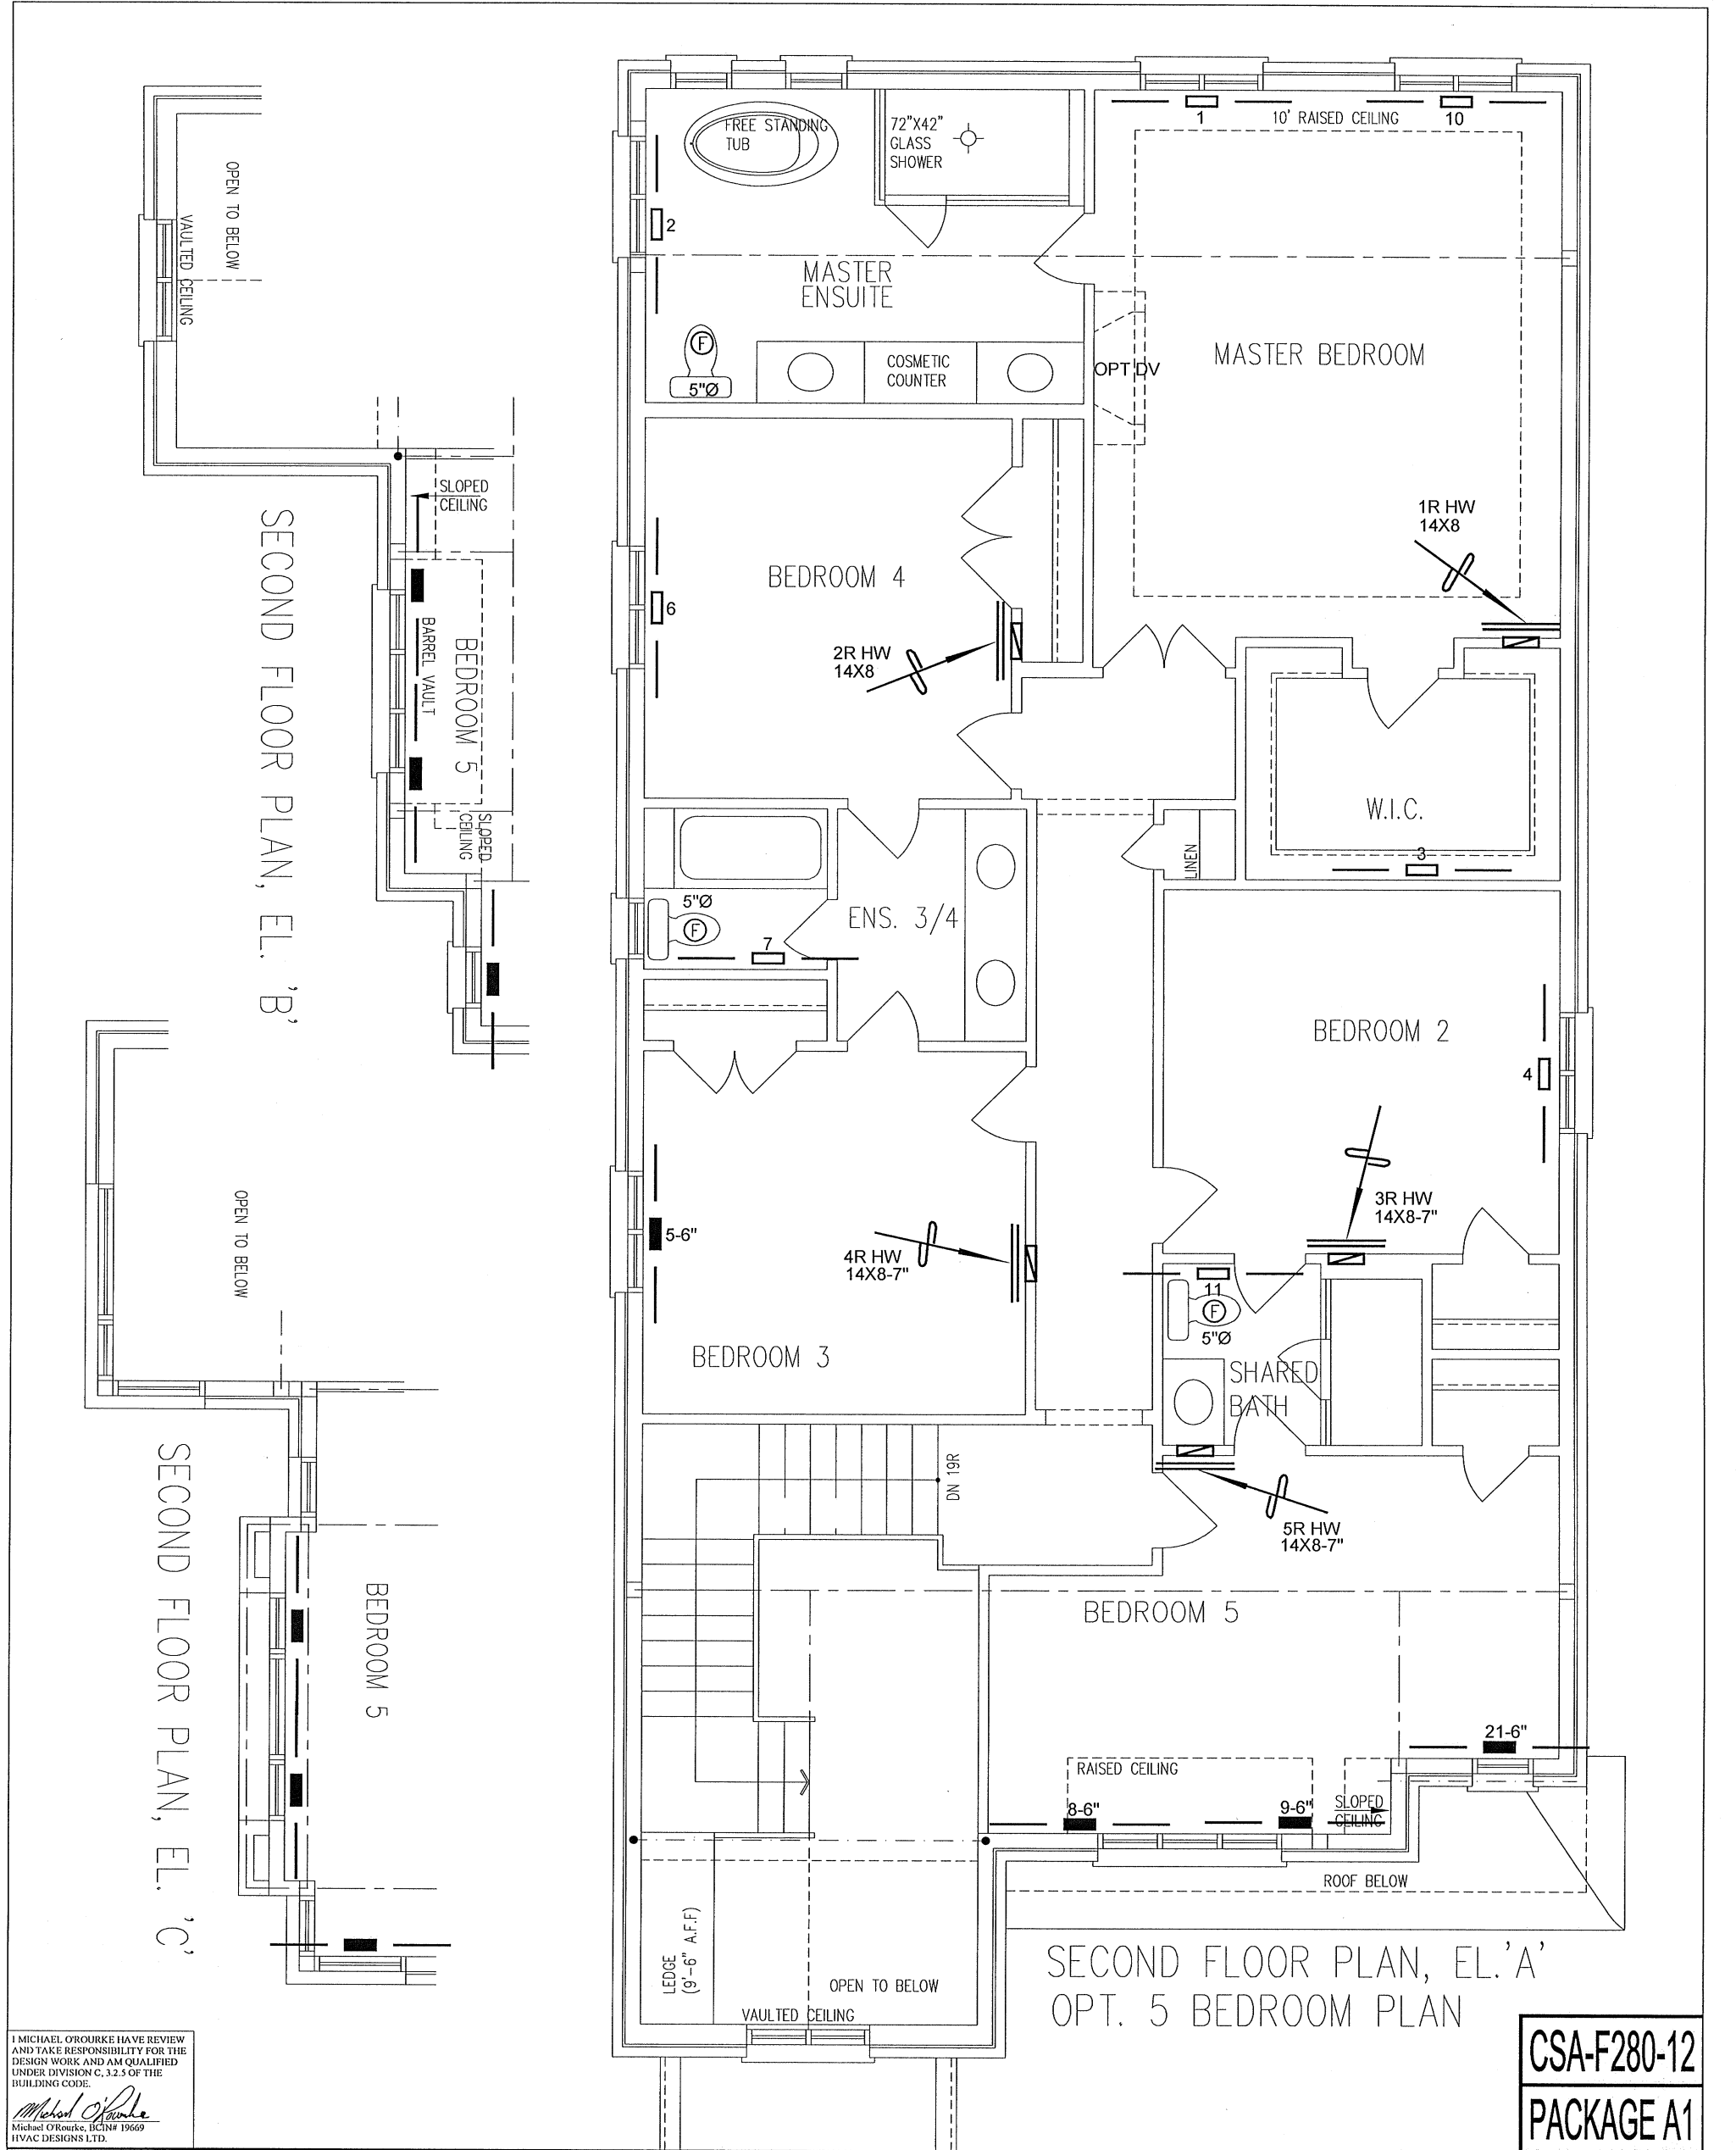 FREE STANDING
TUB
72"X42"
GLASS
SHOWER
1
10' RAISED CEILING
10
2
MASTER
ENSUITE
F
5"Ø
COSMETIC
COUNTER
OPT DV
MASTER BEDROOM
1R HW
14X8
BEDROOM 4
6
2R HW
14X8
W.I.C.
3
LINEN
5"Ø
F
7
ENS. 3/4
BEDROOM 2
4
3R HW
14X8-7"
5-6"
4R HW
14X8-7"
BEDROOM 3
11
F
5"Ø
SHARED
BATH
DN 19R
5R HW
14X8-7"
BEDROOM 5
21-6"
RAISED CEILING
8-6"
9-6"
SLOPED
CEILING
ROOF BELOW
LEDGE
(9'-6" A.F.F)
OPEN TO BELOW
VAULTED CEILING
SECOND FLOOR PLAN, EL.'A'
OPT. 5 BEDROOM PLAN
OPEN TO BELOW
VAULTED CEILING
SLOPED
CEILING
BARREL VAULT
BEDROOM 5
SLOPED
CEILING
SECOND FLOOR PLAN, EL. 'B'
OPEN TO BELOW
BEDROOM 5
SECOND FLOOR PLAN, EL. 'C'
I MICHAEL O'ROURKE HAVE REVIEW
AND TAKE RESPONSIBILITY FOR THE
DESIGN WORK AND AM QUALIFIED
UNDER DIVISION C, 3.2.5 OF THE
BUILDING CODE.
Michael O'Rourke
Michael O'Rourke, BCIN# 19669
HVAC DESIGNS LTD.
CSA-F280-12
PACKAGE A1